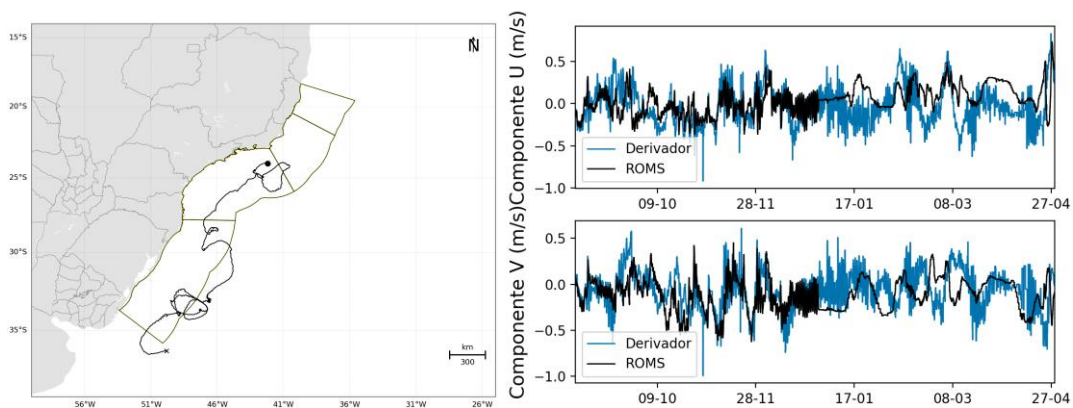 15°S
20°S
25°S
30°S
35°S
56°W 51°W 46°W 41°W 36°W 31°W 26°W
N
km
300
Componente U (m/s)
0.5
0.0
-0.5
-1.0
Derivador
ROMS
09-10 28-11 17-01 08-03 27-04
Componente V (m/s)
0.5
0.0
-0.5
-1.0
Derivador
ROMS
09-10 28-11 17-01 08-03 27-04